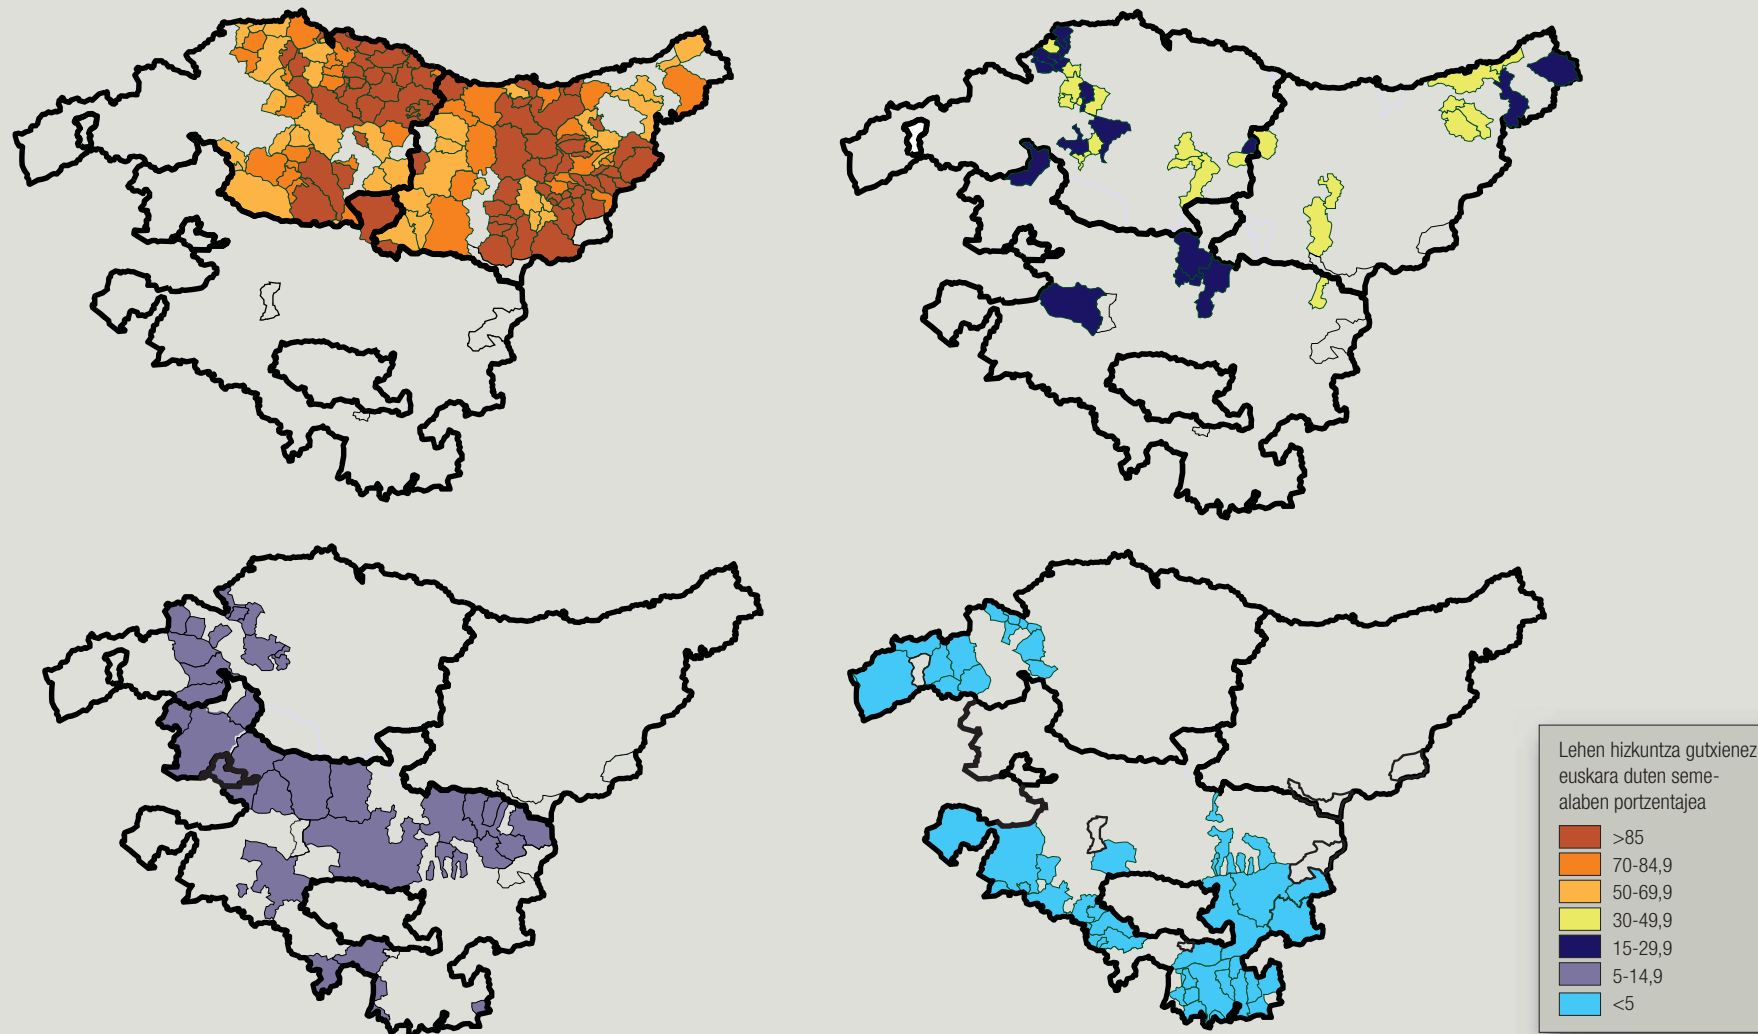 Lehen hizkuntza gutxienez
euskara duten seme-
alaben portzentajea
>85
70-84,9
50-69,9
30-49,9
15-29,9
5-14,9
<5